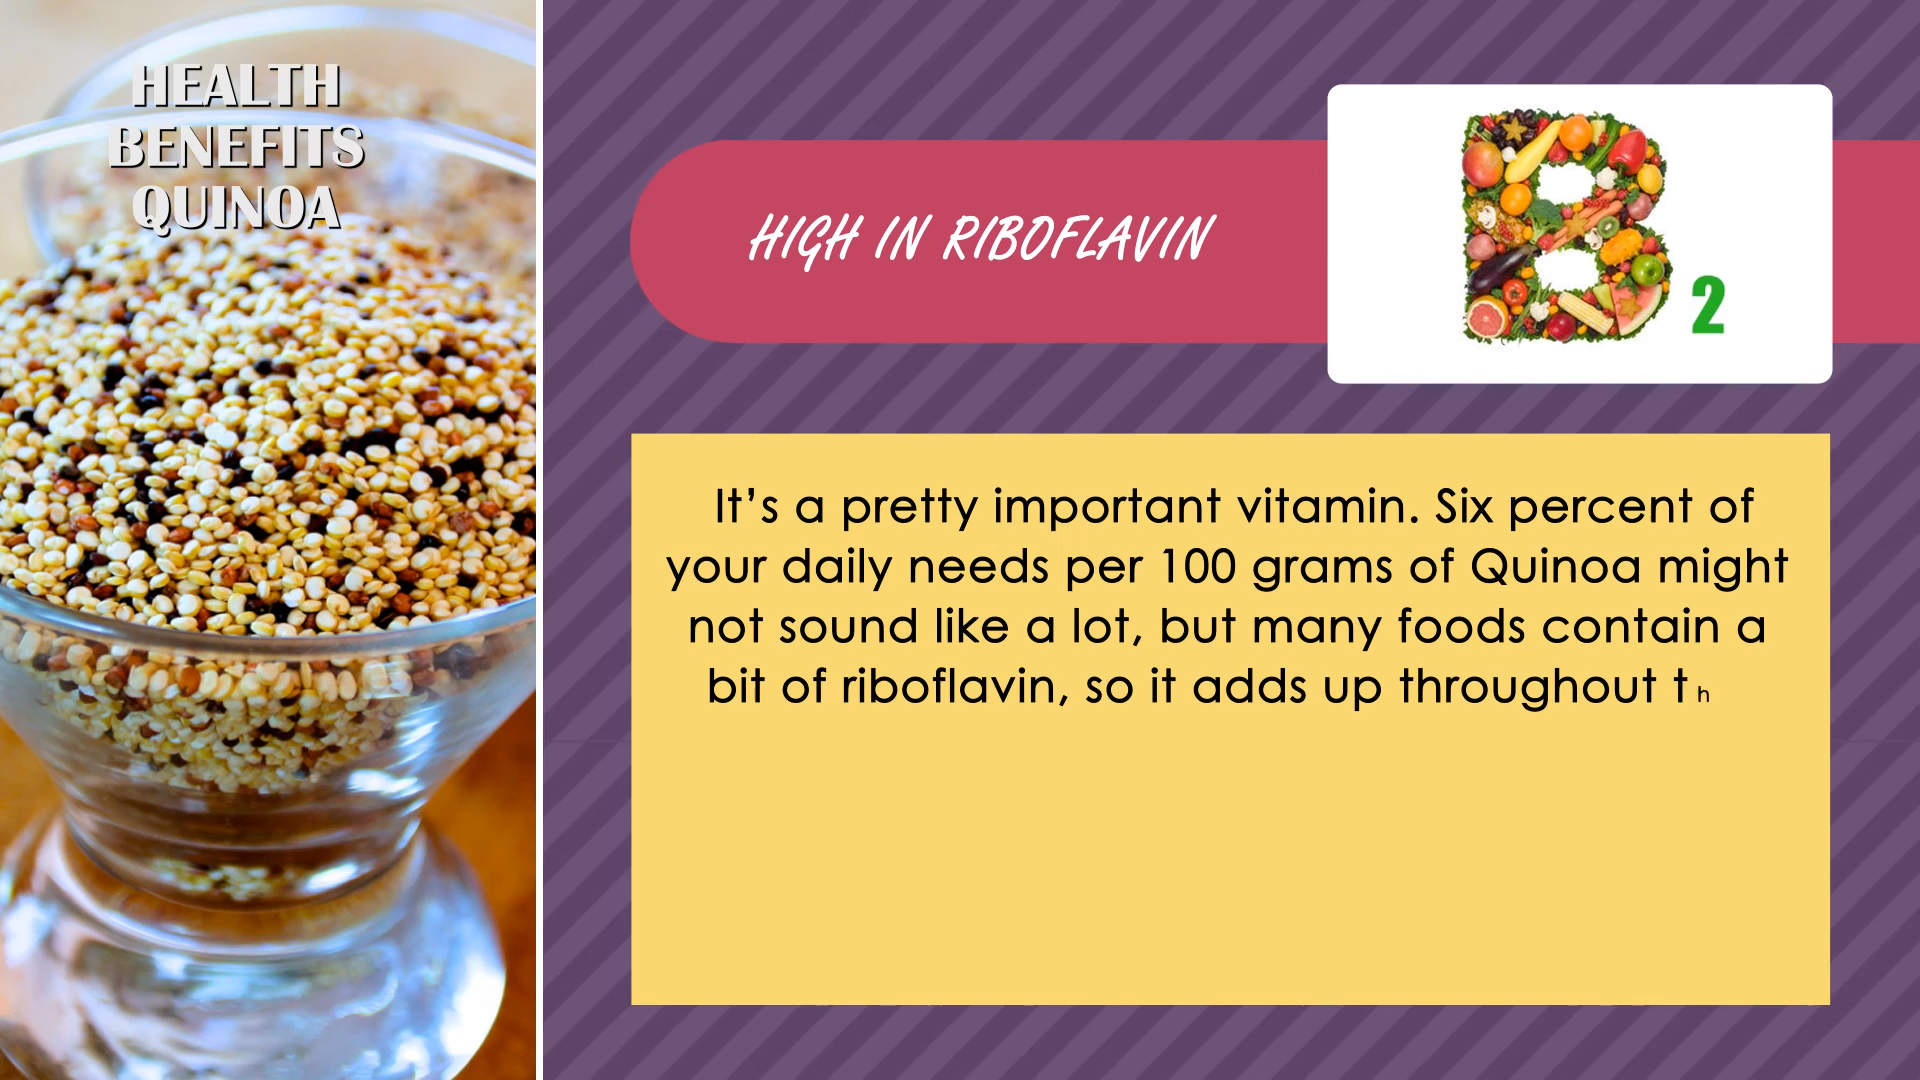 HEALTH
BENEFITS
QUINOA
HIGH IN RIBOFLAVIN
B 2
It’s a pretty important vitamin. Six percent of
your daily needs per 100 grams of Quinoa might
not sound like a lot, but many foods contain a
bit of riboflavin, so it adds up throughout th